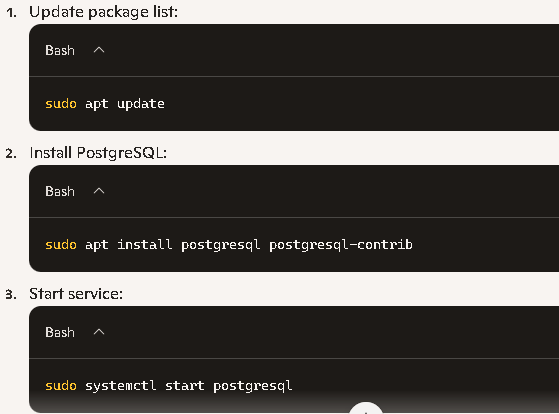 1. Update package list:
Bash
sudo apt update
2. Install PostgreSQL:
Bash
sudo apt install postgresql postgresql-contrib
3. Start service:
Bash
sudo systemctl start postgresql